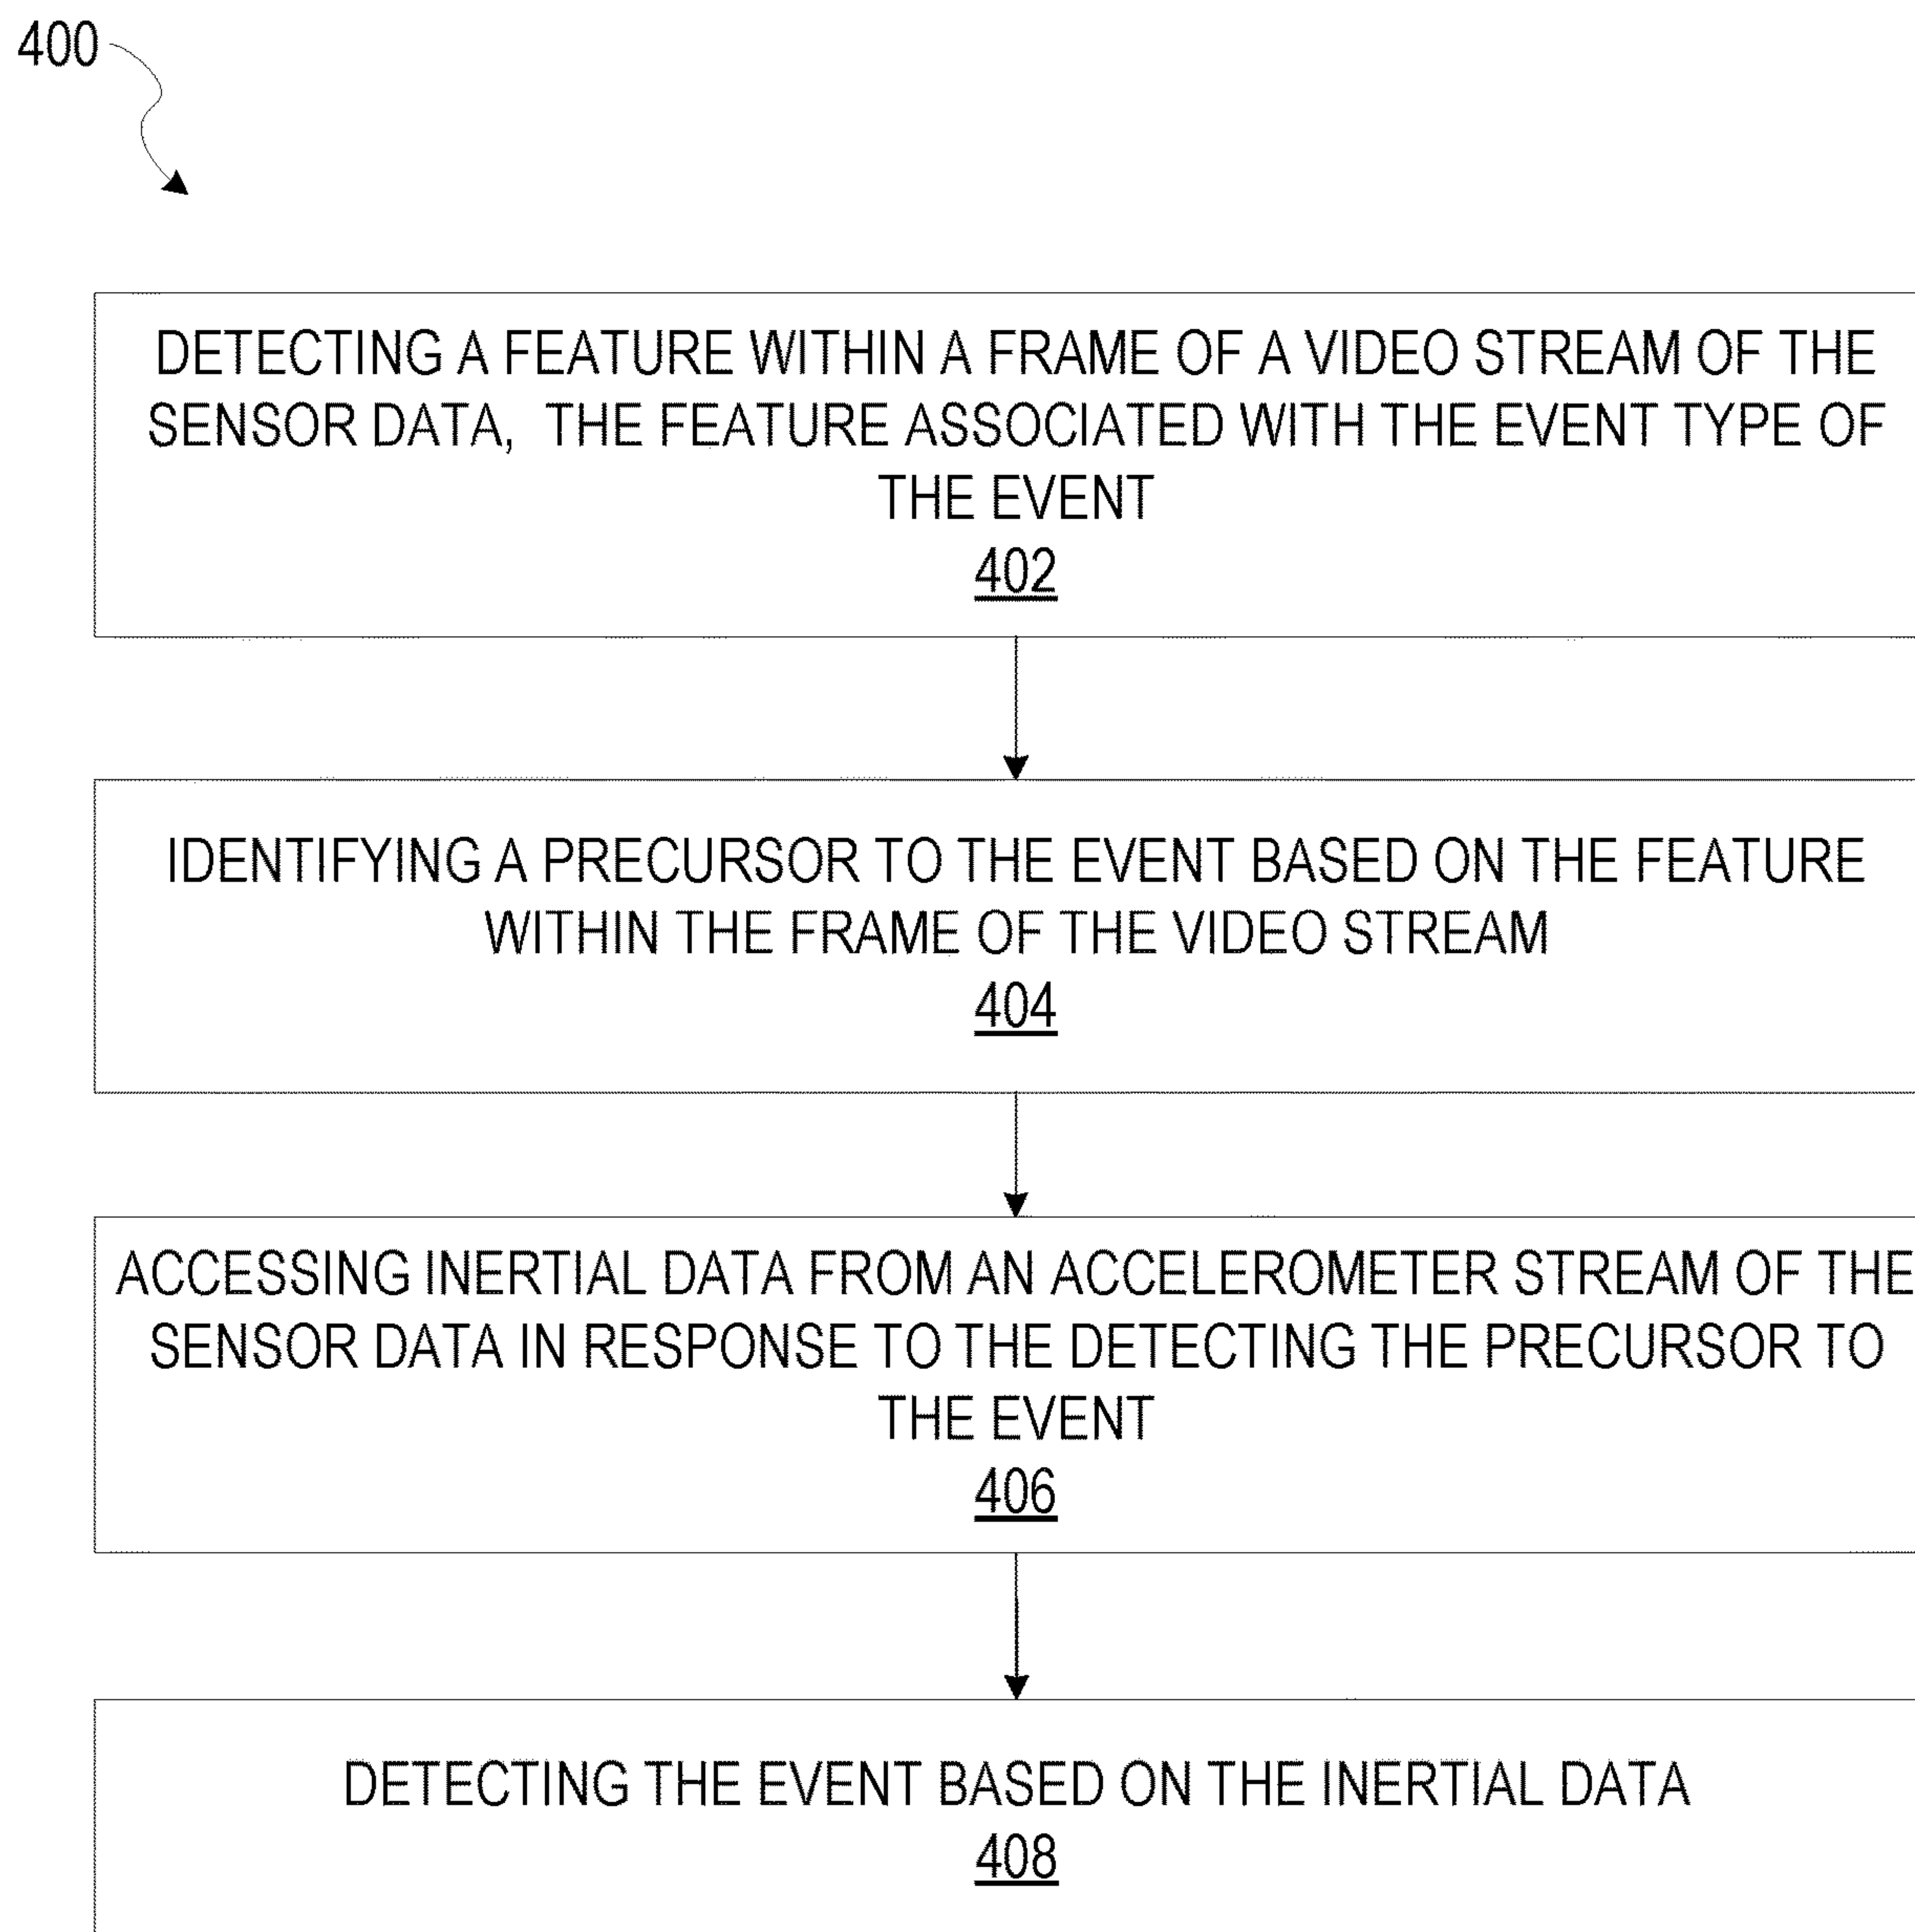 400
DETECTING A FEATURE WITHIN A FRAME OF A VIDEO STREAM OF THE
SENSOR DATA, THE FEATURE ASSOCIATED WITH THE EVENT TYPE OF
THE EVENT
402
IDENTIFYING A PRECURSOR TO THE EVENT BASED ON THE FEATURE
WITHIN THE FRAME OF THE VIDEO STREAM
404
ACCESSING INERTIAL DATA FROM AN ACCELEROMETER STREAM OF THE
SENSOR DATA IN RESPONSE TO THE DETECTING THE PRECURSOR TO
THE EVENT
406
DETECTING THE EVENT BASED ON THE INERTIAL DATA
408